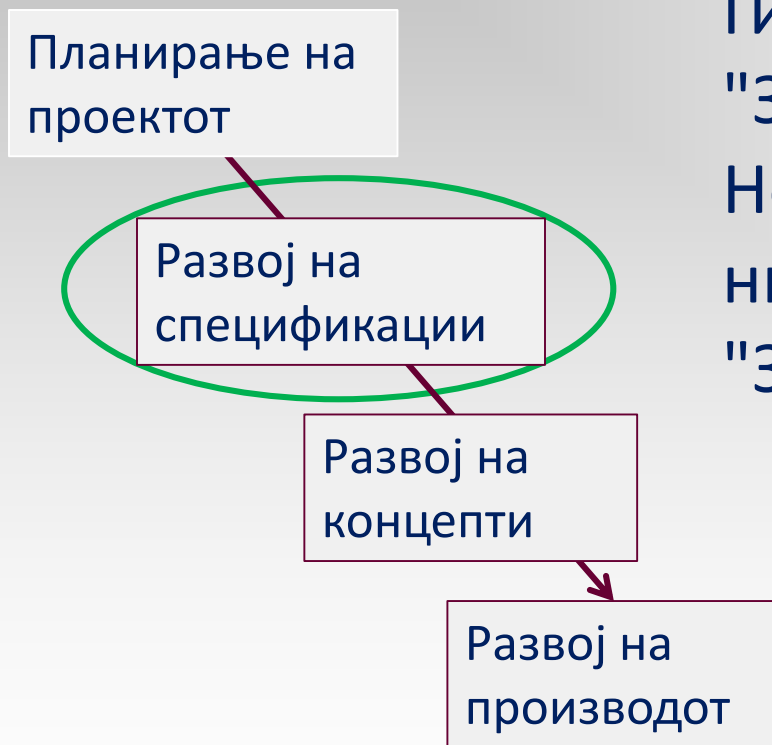 Планирање на
проектот
Развој на
спецификации
Развој на
концепти
Развој на
производот